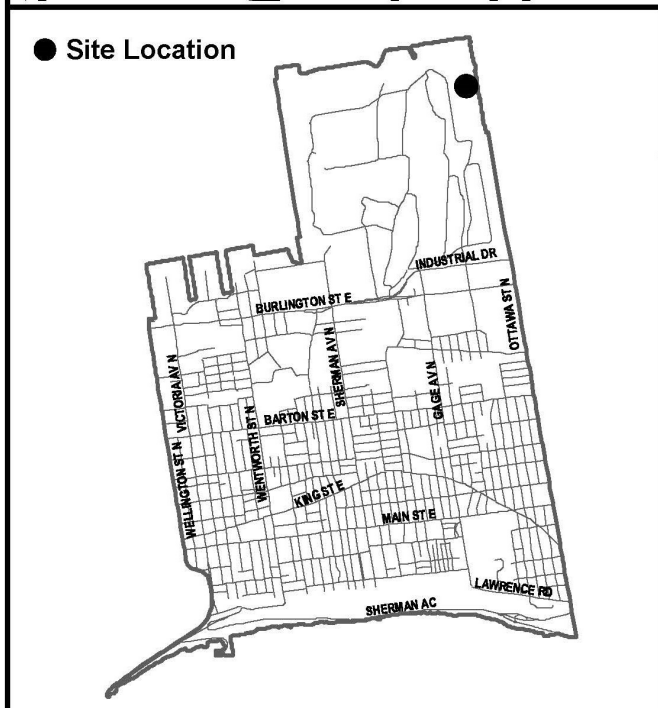 Site Location
INDUSTRIAL DR
BURLINGTON ST E
OTTAWA ST N
SHERMAN AV N
VICTORIA AV N
GAGE AV N
BARTON ST E
WENTWORTH ST N
WELLINGTON ST N
KING ST E
MAIN ST E
LAWRENCE RD
SHERMAN AC